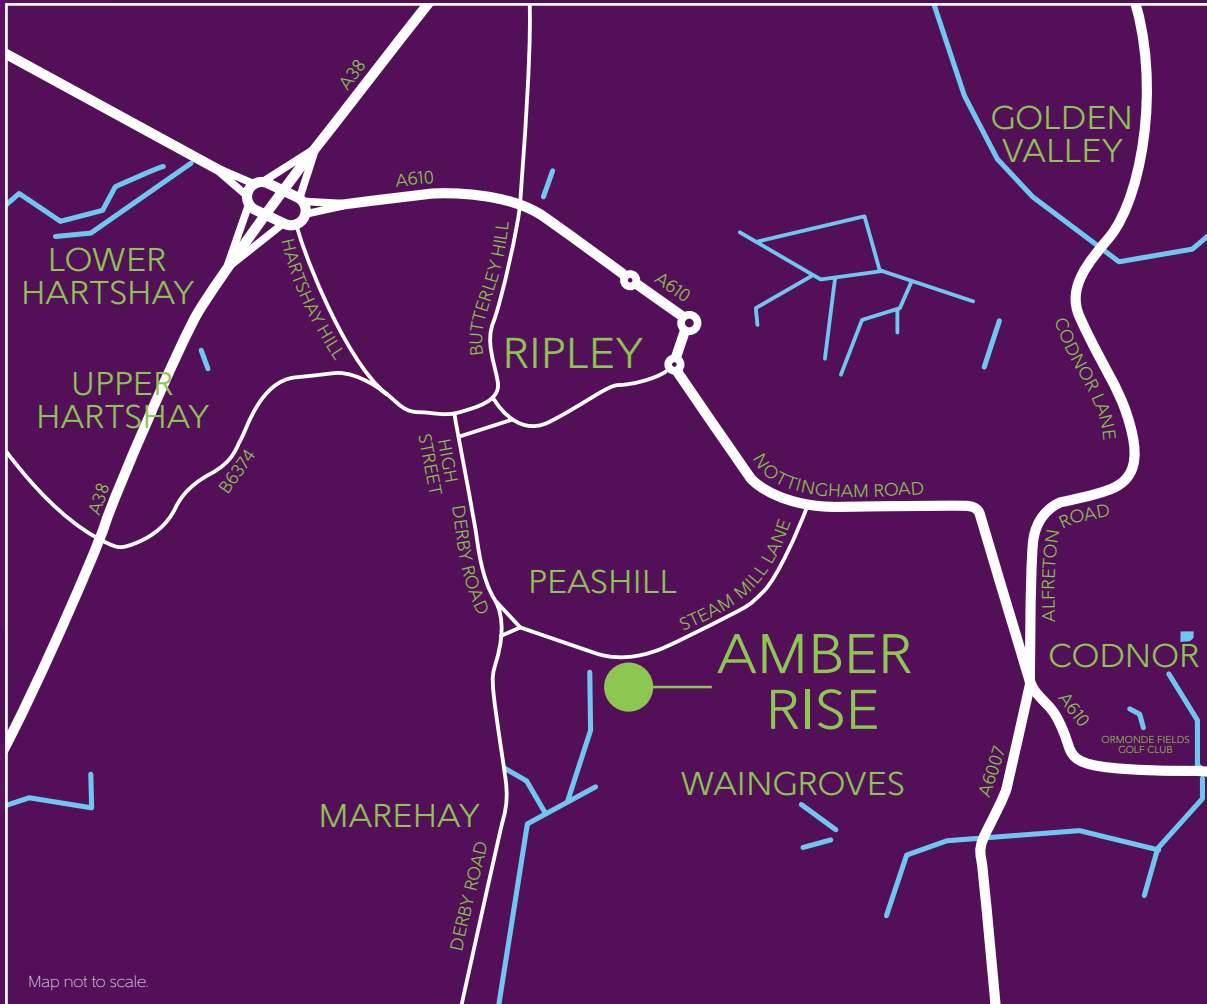 A38
GOLDEN
VALLEY
A610
LOWER
HARTSHAY
HARTSHAY HILL
BUTTERLEY HILL
A610
RIPLEY
CODNOR LANE
UPPER
HARTSHAY
B6374
A38
HIGH
STREET
NOTTINGHAM ROAD
ALFRETON
ROAD
DERBY ROAD
PEASHILL
STEAM MILL LANE
AMBER
RISE
CODNOR
A610
ORMONDE FIELDS
GOLF CLUB
A6007
WAINGROVES
MAREHAY
DERBY ROAD
Map not to scale.